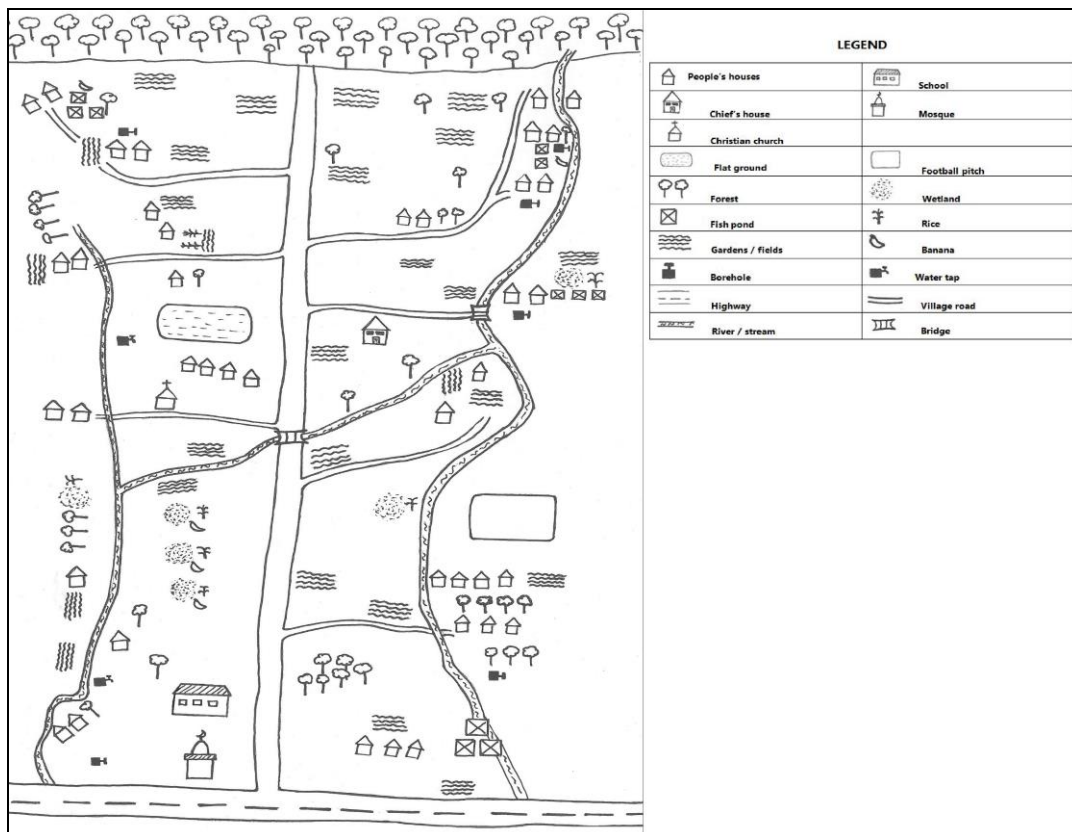 LEGEND
People's houses
School
Chief's house
Mosque
Christian church
Flat ground
Football pitch
Forest
Wetland
Fish pond
Rice
Gardens / fields
Banana
Borehole
Water tap
Highway
Village road
River / stream
Bridge